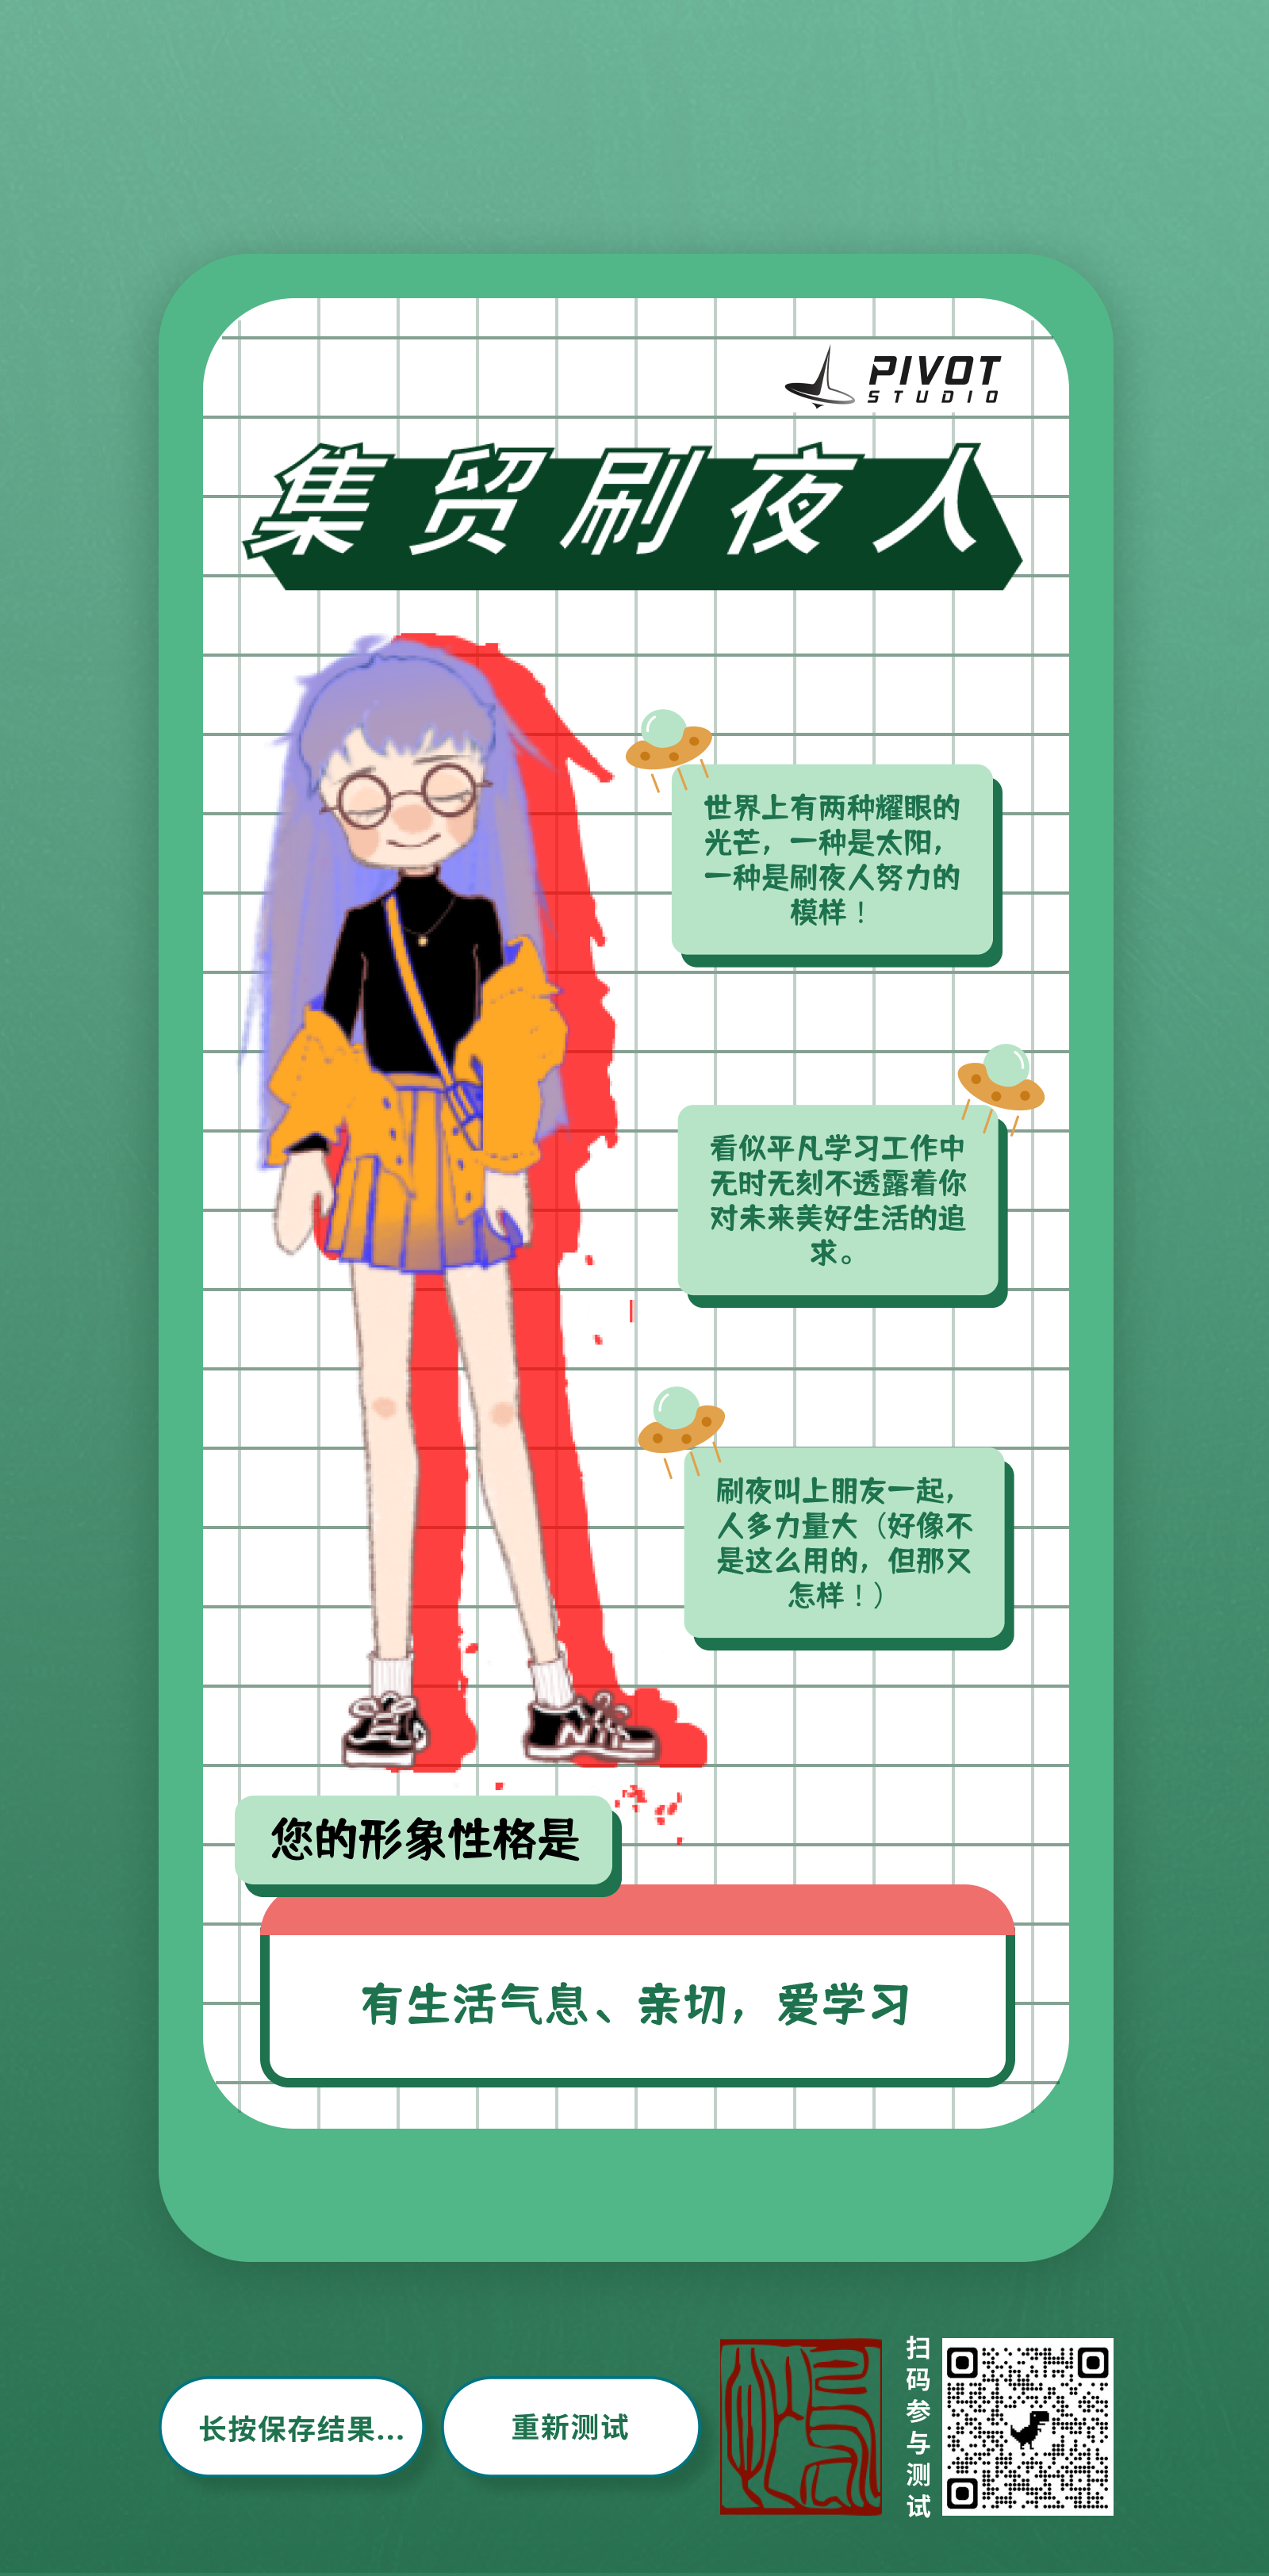 PIVOT
STUDIO
集贸刷夜人
世界上有两种耀眼的
光芒，一种是太阳，
一种是刷夜人努力的
模样！
看似平凡学习工作中
无时无刻不透露着你
对未来美好生活的追
求。
刷夜叫上朋友一起，
人多力量大（好像不
是这么用的，但那又
怎样！）
您的形象性格是
有生活气息、亲切，爱学习
长按保存结果...
重新测试
扫码参与测试